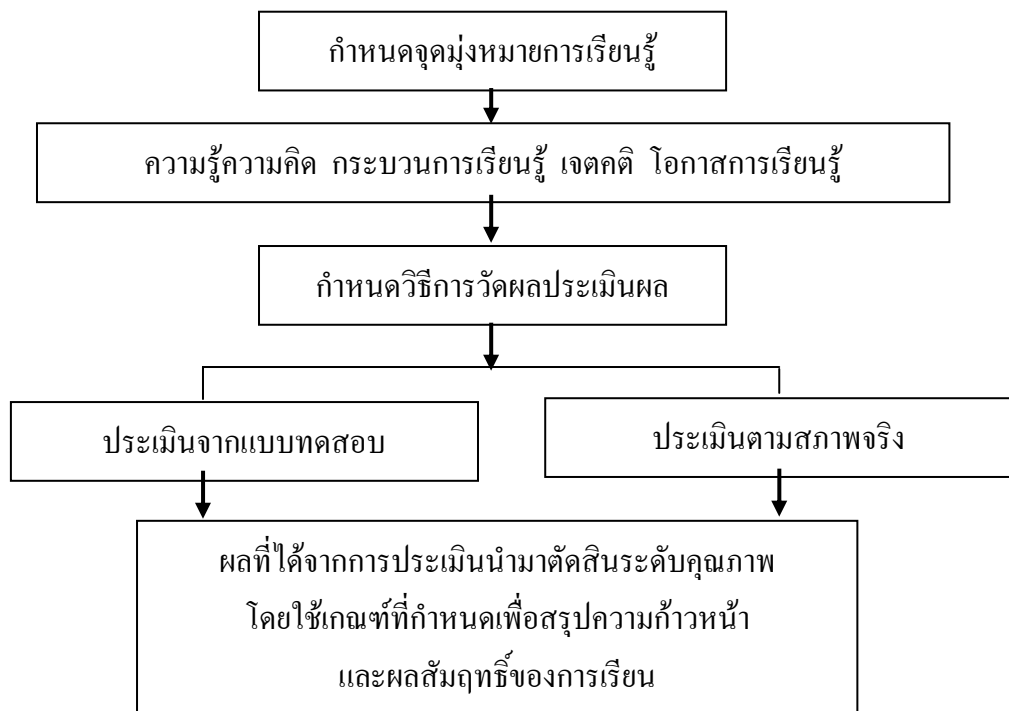 กำหนดจุดมุ่งหมายการเรียนรู้
ความรู้ความคิด กระบวนการเรียนรู้ เจตคติ โอกาสการเรียนรู้
กำหนดวิธีการวัดผลประเมินผล
ประเมินจากแบบทดสอบ
ประเมินตามสภาพจริง
ผลที่ได้จากการประเมินนำมาตัดสินระดับคุณภาพ
โดยใช้เกณฑ์ที่กำหนดเพื่อสรุปความก้าวหน้า
และผลสัมฤทธิ์ของการเรียน